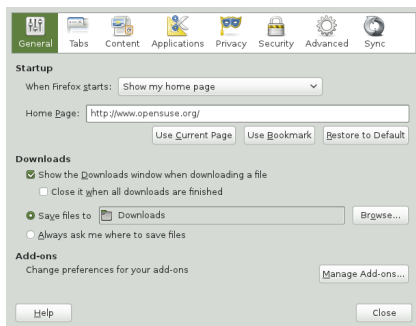 General Tabs Content Applications Privacy Security Advanced Sync
Startup
When Firefox starts: Show my home page
Home Page: http://www.opensuse.org/
Use Current Page Use Bookmark Restore to Default
Downloads
Show the Downloads window when downloading a file
Close it when all downloads are finished
Save files to Downloads Browse...
Always ask me where to save files
Add-ons
Change preferences for your add-ons
Manage Add-ons...
Help Close